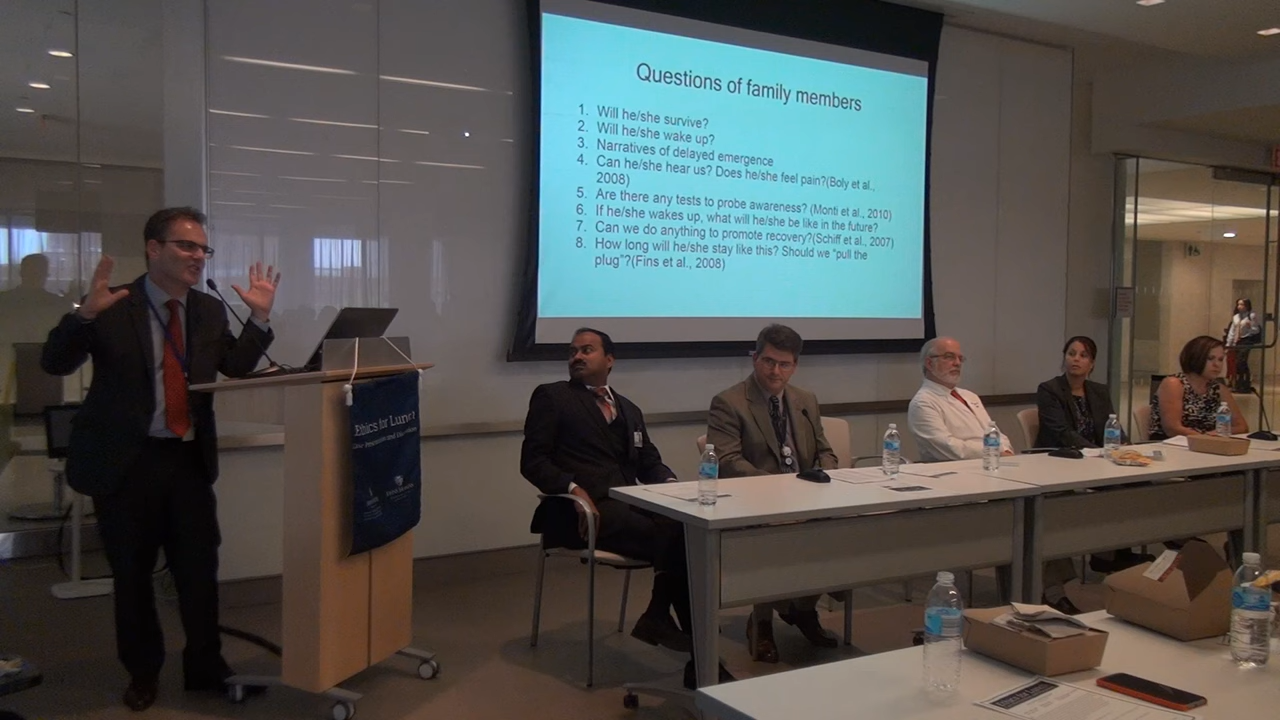 Questions of family members
1. Will he/she survive?
2. Will he/she wake up?
3. Narratives of delayed emergence
4. Can he/she hear us? Does he/she feel pain?(Boly et al.,
2008)
5. Are there any tests to probe awareness? (Monti et al., 2010)
6. If he/she wakes up, what will he/she be like in the future?
7. Can we do anything to promote recovery?(Schiff et al., 2007)
8. How long will he/she stay like this? Should we "pull the
plug"?(Fins et al., 2008)
Ethics for Lunch